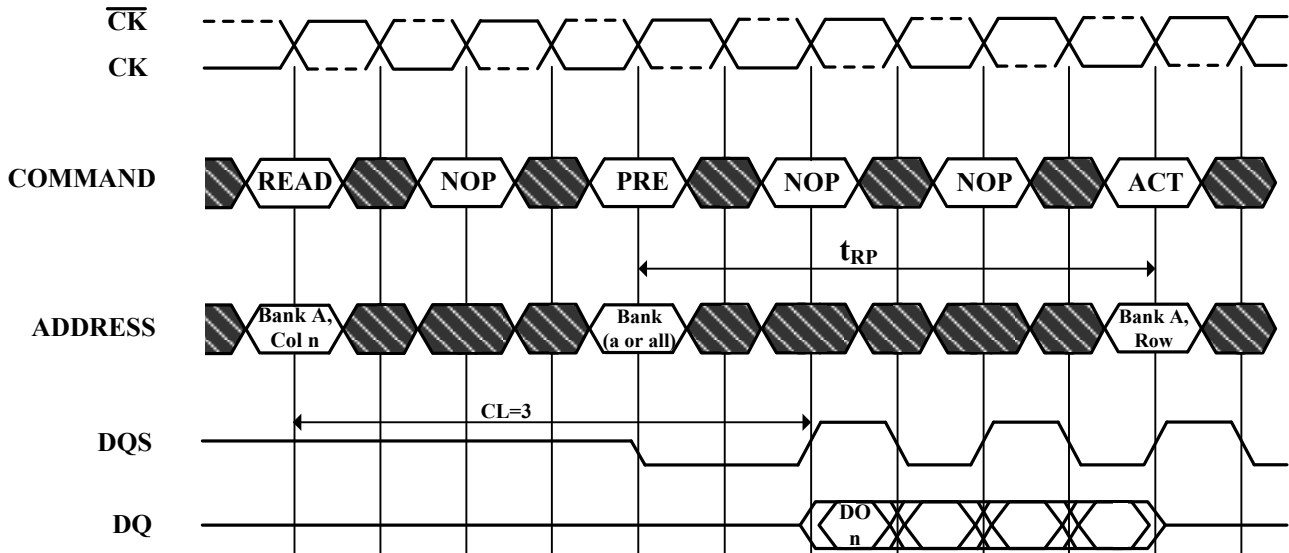 CK
CK
COMMAND READ NOP PRE NOP NOP ACT
tRP
ADDRESS Bank A, Col n Bank (a or all) Bank A, Row
CL=3
DQS
DQ DO n